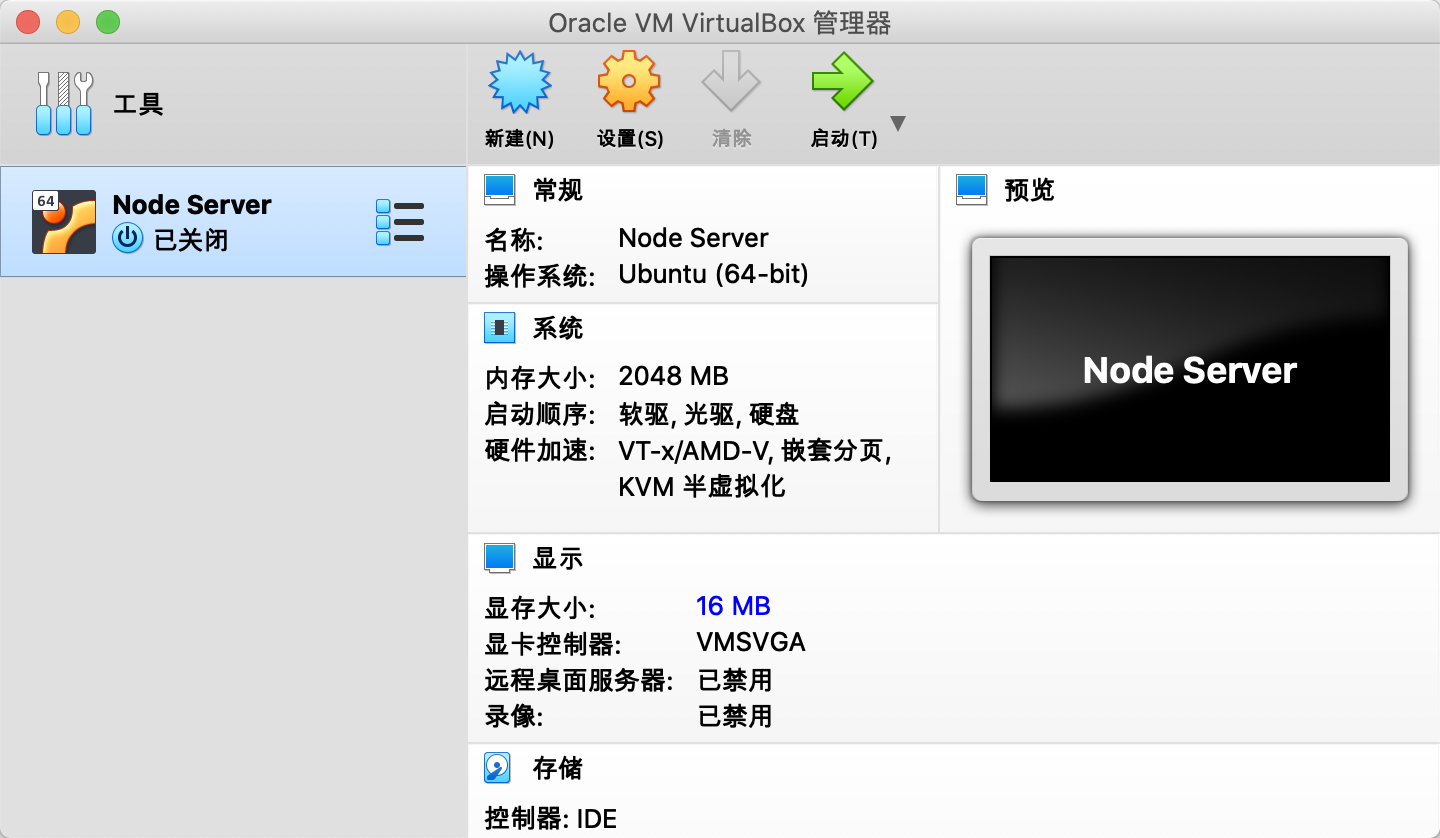 Oracle VM VirtualBox 管理器
工具
新建(N)
设置(S)
清除
启动(T)
64
Node Server
已关闭
常规
名称: Node Server
操作系统: Ubuntu (64-bit)
系统
内存大小: 2048 MB
启动顺序: 软驱, 光驱, 硬盘
硬件加速: VT-x/AMD-V, 嵌套分页,
KVM 半虚拟化
预览
Node Server
显示
显存大小: 16 MB
显卡控制器: VMSVGA
远程桌面服务器: 已禁用
录像: 已禁用
存储
控制器: IDE